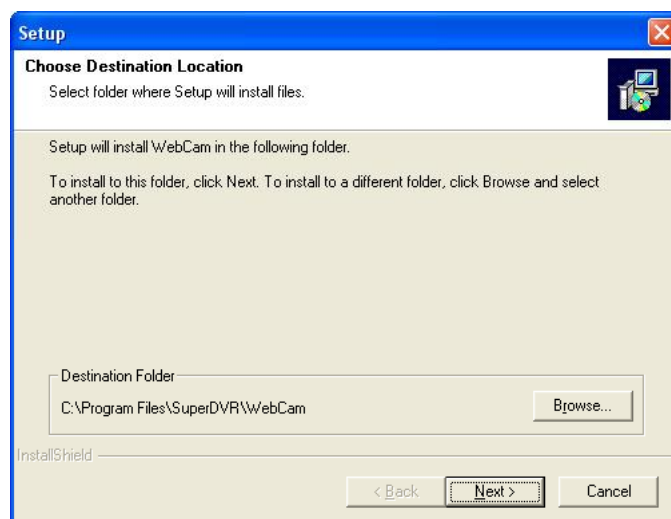 Setup
Choose Destination Location
Select folder where Setup will install files.
Setup will install WebCam in the following folder.
To install to this folder, click Next. To install to a different folder, click Browse and select
another folder.
Destination Folder
C:\Program Files\SuperDVR\WebCam
Browse...
InstallShield
< Back
Next >
Cancel